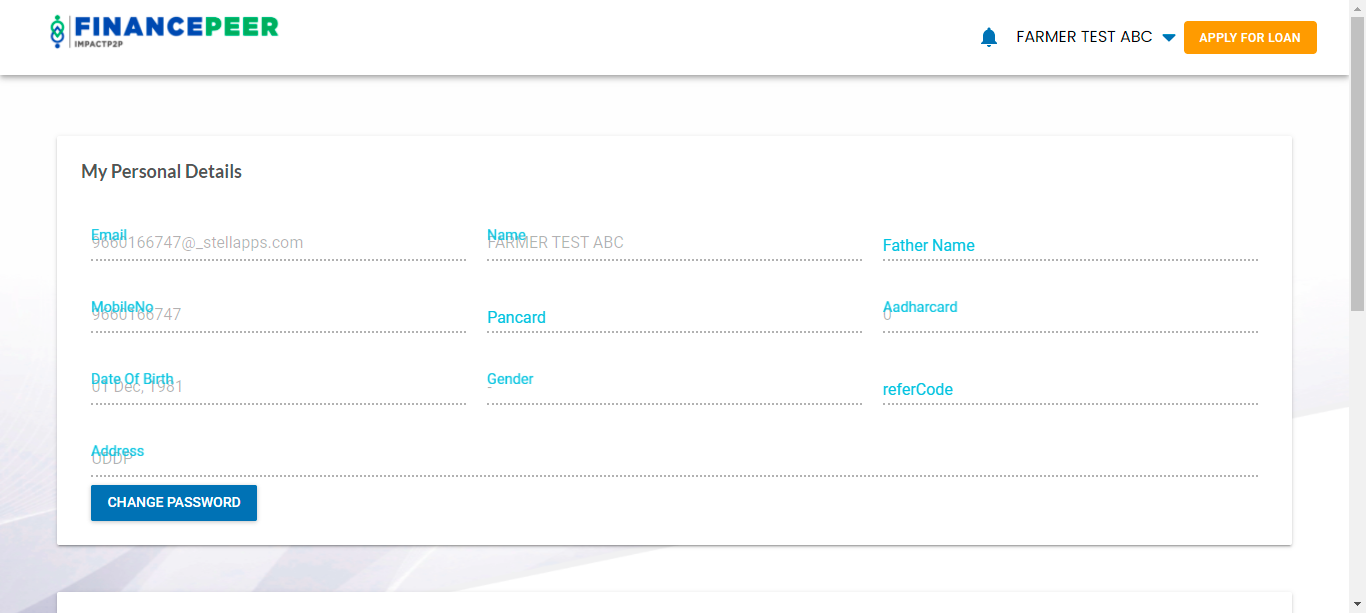 FINANCEPEER
IMPACTP2P
FARMER TEST ABC
APPLY FOR LOAN
My Personal Details
Email
9660166747@_stellapps.com
Name
FARMER TEST ABC
Father Name
MobileNo
9660166747
Pancard
Aadharcard
0
Date Of Birth
01 Dec, 1981
Gender
-
referCode
Address
UDDP
CHANGE PASSWORD